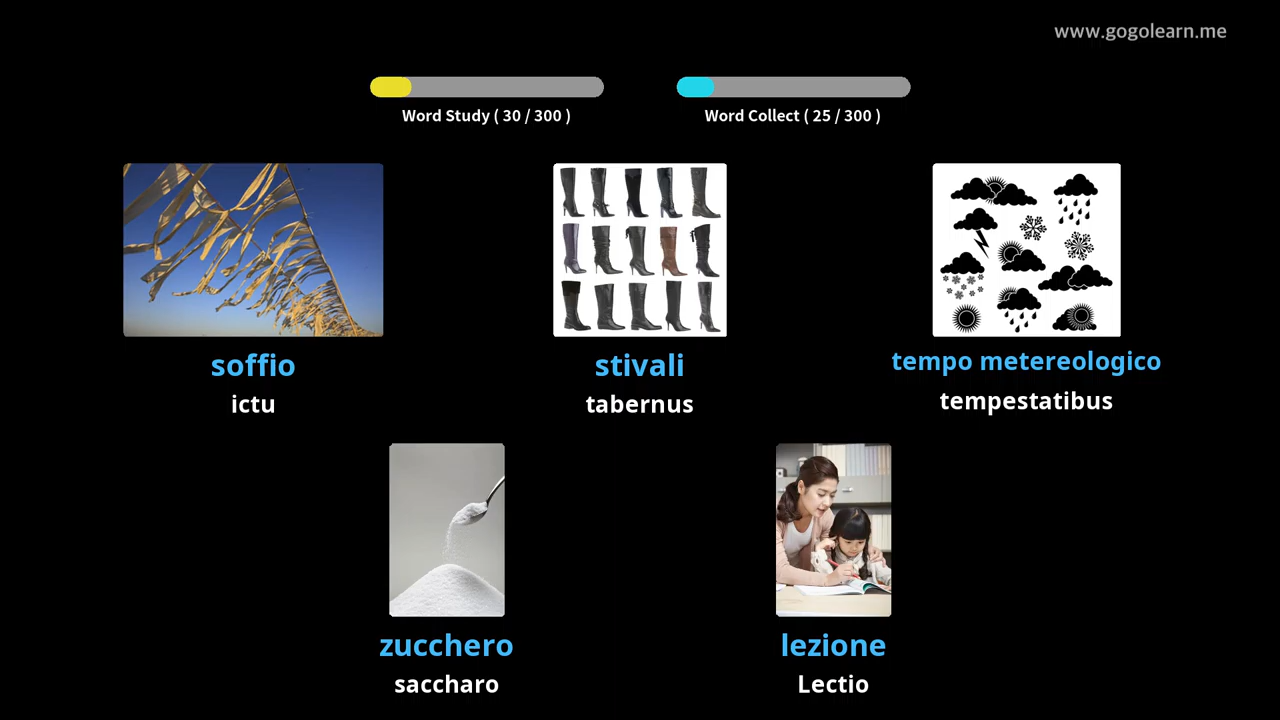 www.gogolearn.me
Word Study ( 30 / 300 )
Word Collect ( 25 / 300 )
soffio
ictu
stivali
tabernus
tempo metereologico
tempestatibus
zucchero
saccharo
lezione
Lectio